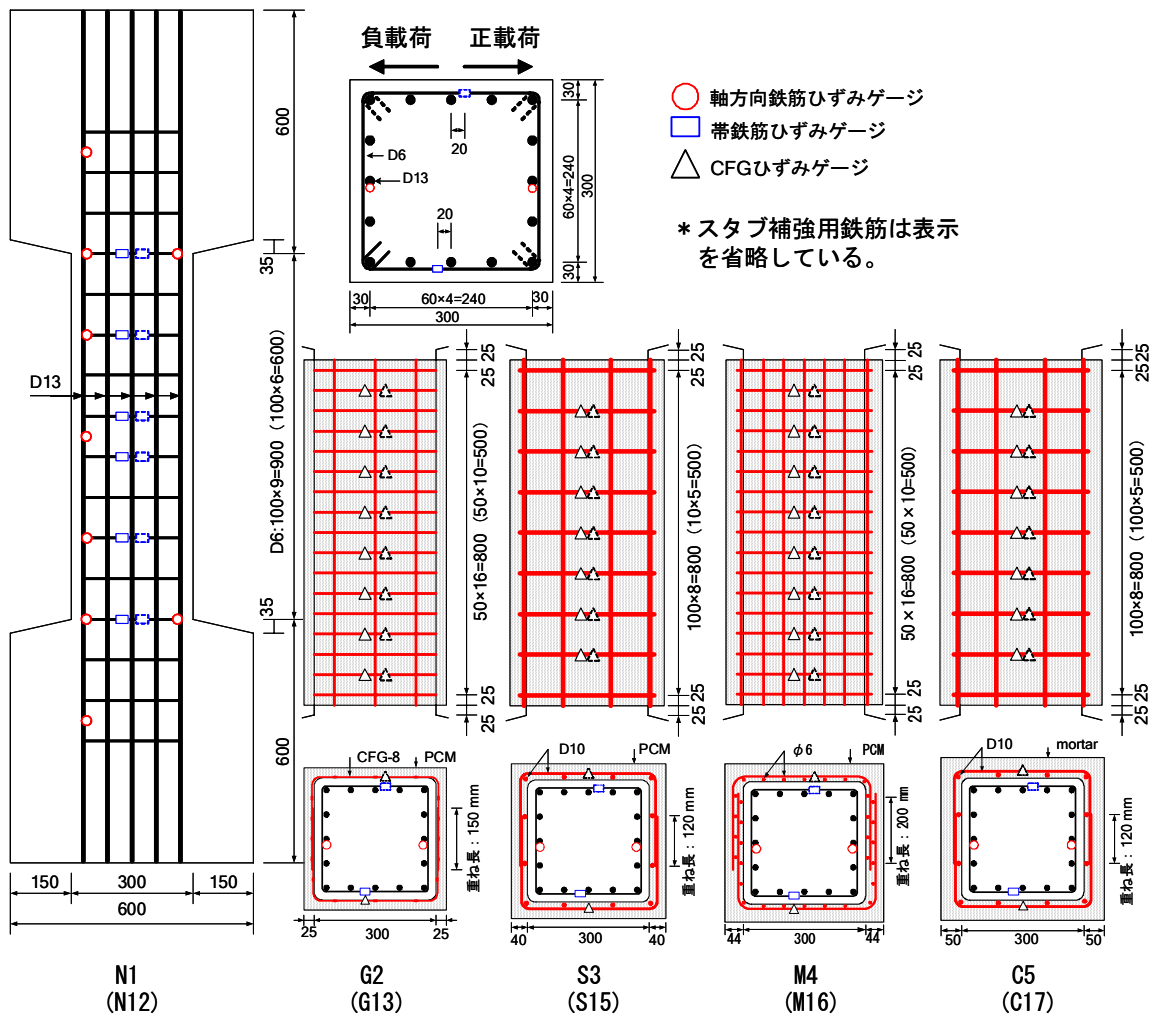 負載荷 正載荷
30
60×4=240
300
30
20
D6
D13
20
30
60×4=240
30
300
軸方向鉄筋ひずみゲージ
帯鉄筋ひずみゲージ
CFGひずみゲージ
*スタブ補強用鉄筋は表示
を省略している。
600
35
D13
D6:100×9=900 (100×6=600)
35
600
150 300 150
600
25
25
50×16=800 (50×10=500)
25
25
25
25
100×8=800 (10×5=500)
25
25
25
25
50×16=800 (50×10=500)
25
25
25
25
100×8=800 (100×5=500)
25
25
CFG-8 PCM
重ね長:150 mm
25 300 25
D10 PCM
重ね長:120 mm
40 300 40
φ6 PCM
重ね長:200 mm
44 300 44
D10 mortar
重ね長:120 mm
50 300 50
N1 G2 S3 M4 C5
(N12) (G13) (S15) (M16) (C17)